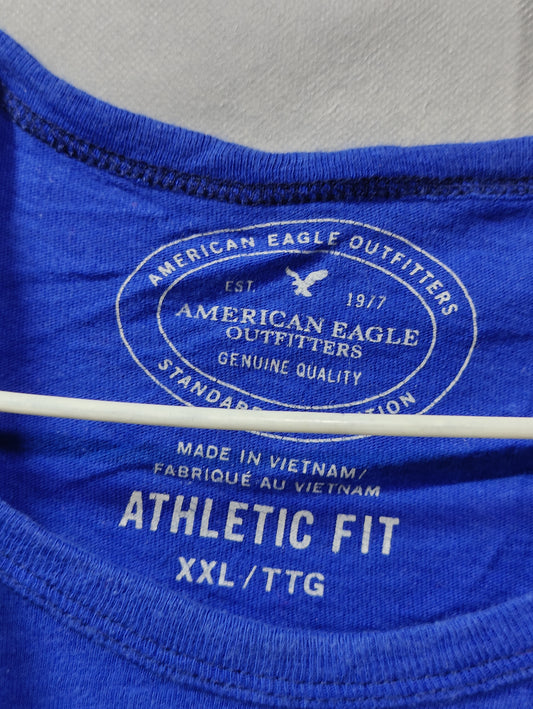 AMERICAN EAGLE OUTFITTERS
EST. 1977
AMERICAN EAGLE
OUTFITTERS
GENUINE QUALITY
MADE IN VIETNAM/
FABRIQUÉ AU VIETNAM
ATHLETIC FIT
XXL/TTG